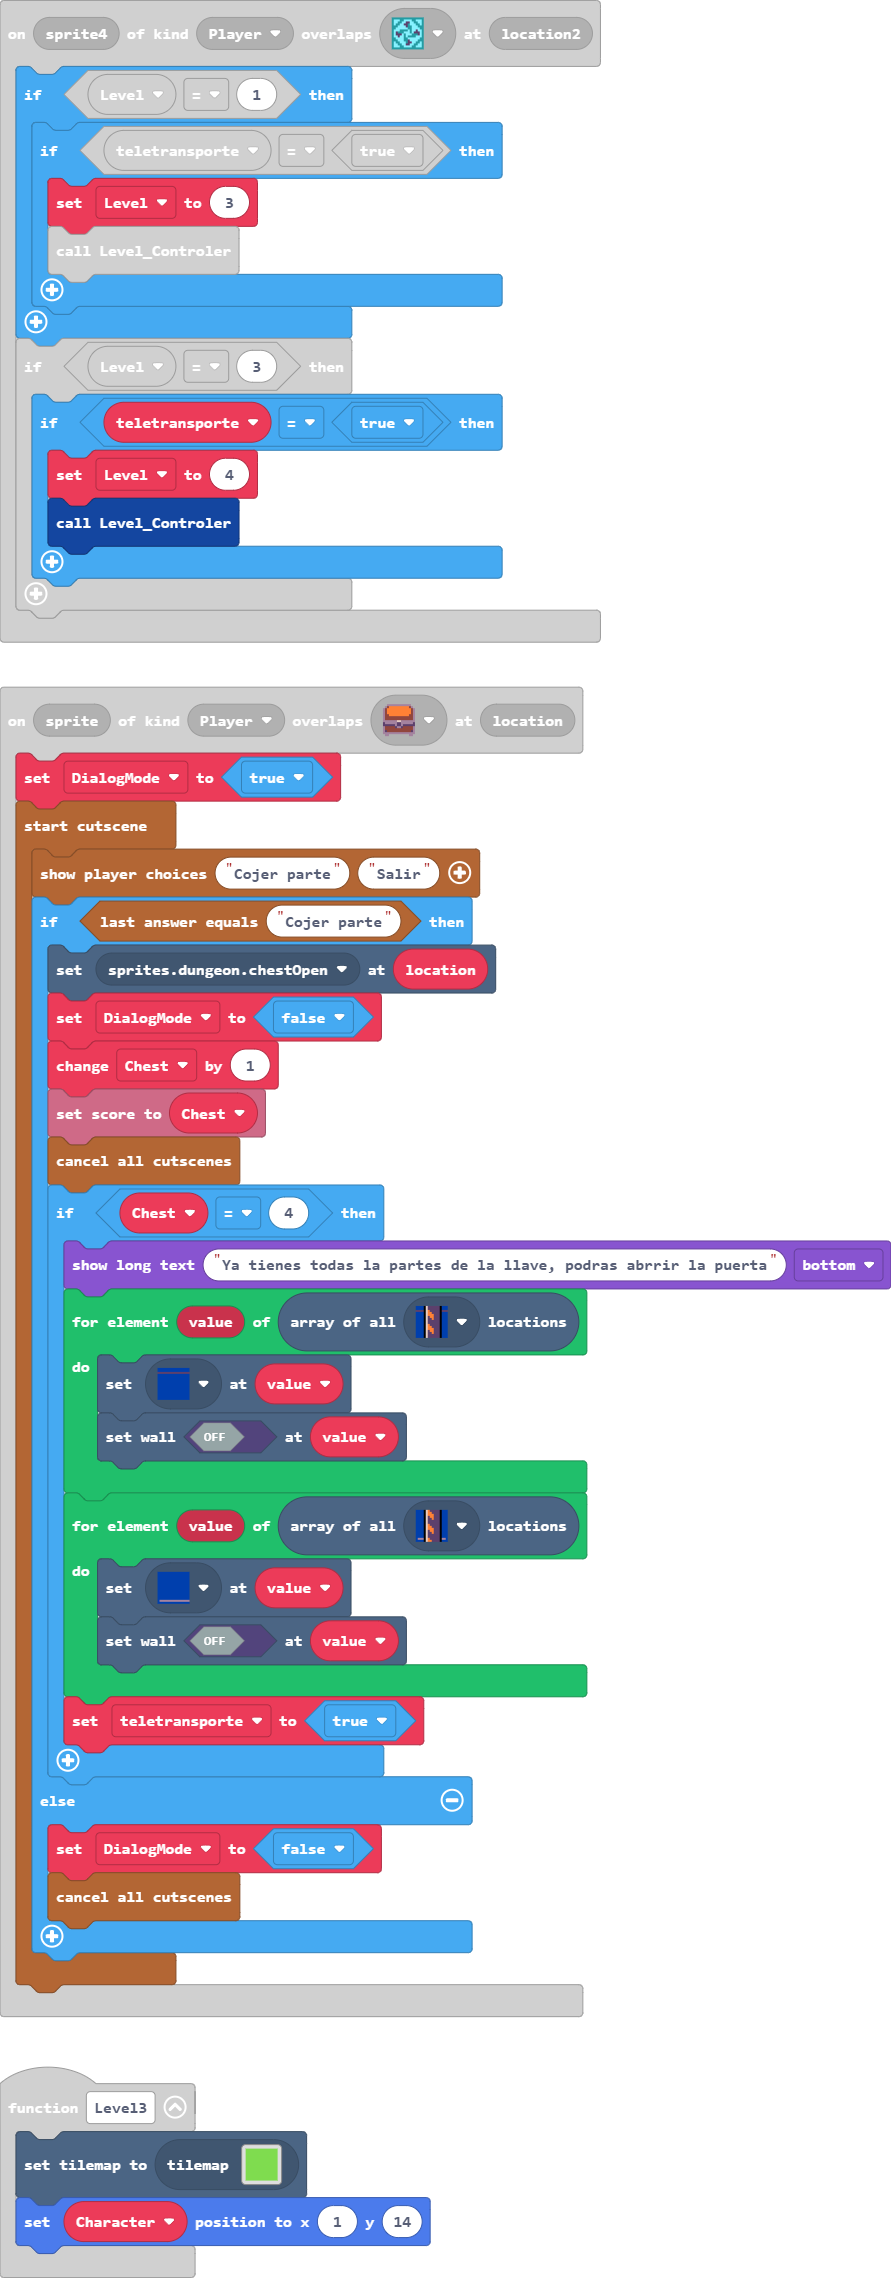 on sprite4 of kind Player overlaps at location2
if Level = 1 then
if teletransporte = true then
set Level to 3
call Level_Controler
if Level = 3 then
if teletransporte = true then
set Level to 4
call Level_Controler
on sprite of kind Player overlaps at location
set DialogMode to true
start cutscene
show player choices "Cojer parte" "Salir"
if last answer equals "Cojer parte" then
set sprites.dungeon.chestOpen at location
set DialogMode to false
change Chest by 1
set score to Chest
cancel all cutscenes
if Chest = 4 then
show long text "Ya tienes todas la partes de la llave, podras abrrir la puerta" bottom
for element value of array of all locations
do
set at value
set wall OFF at value
for element value of array of all locations
do
set at value
set wall OFF at value
set teletransporte to true
else
set DialogMode to false
cancel all cutscenes
function Level3
set tilemap to tilemap
set Character position to x 1 y 14